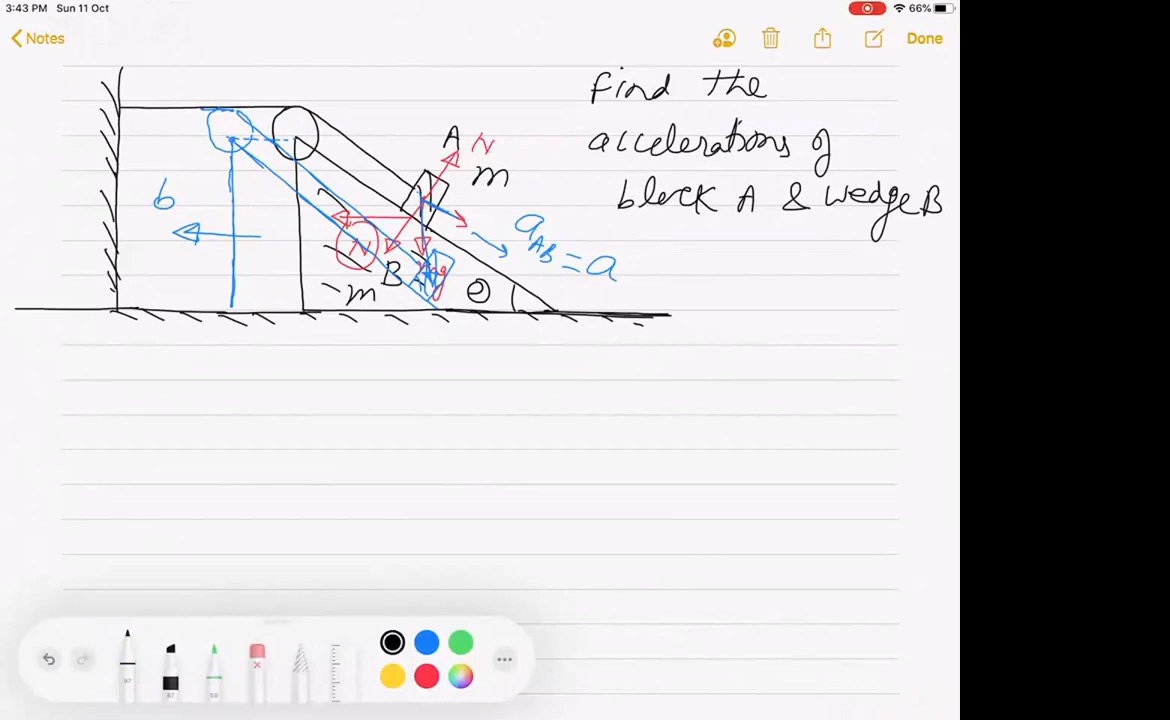 3:43 PM Sun 11 Oct
66%
Notes
Done
Find the
accelerations of
block A & wedge B
A N
m
b
a_AB = a
N
B
m
θ